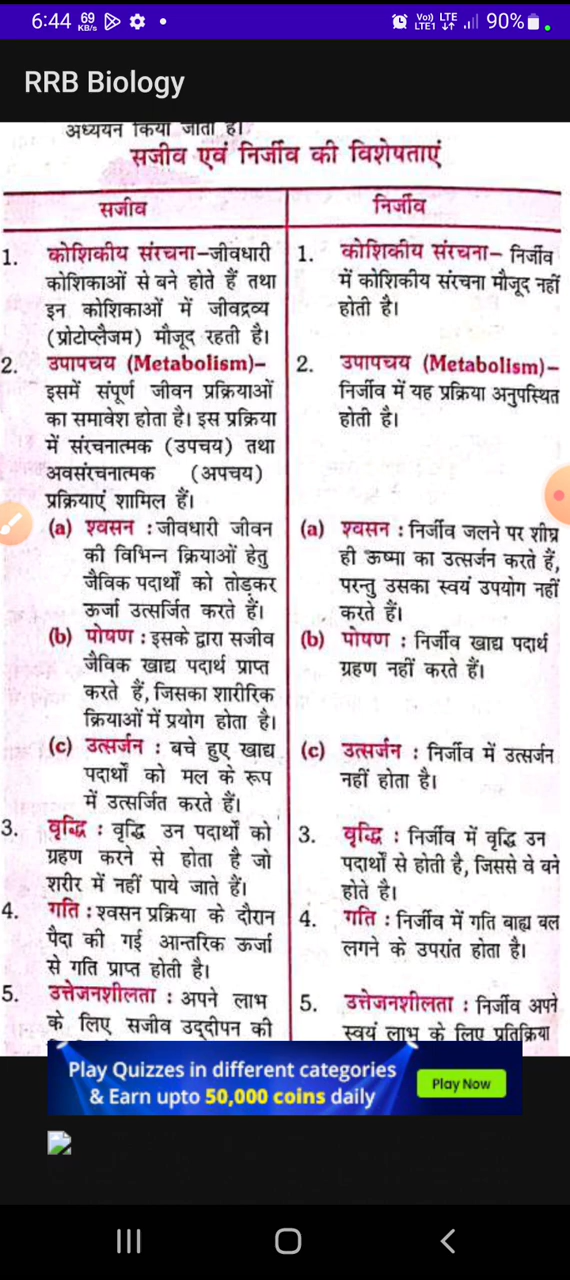 6:44 69 KB/s Vo)) LTE LTE1 90%
RRB Biology
अध्ययन किया जाता है।
सजीव एवं निर्जीव की विशेषताएं
सजीव
1. कोशिकीय संरचना–जीवधारी
कोशिकाओं से बने होते हैं तथा
इन कोशिकाओं में जीवद्रव्य
(प्रोटोप्लैजम) मौजूद रहती है।
2. उपापचय (Metabolism)–
इसमें संपूर्ण जीवन प्रक्रियाओं
का समावेश होता है। इस प्रक्रिया
में संरचनात्मक (उपचय) तथा
अवसंरचनात्मक (अपचय)
प्रक्रियाएं शामिल हैं।
(a) श्वसन : जीवधारी जीवन
की विभिन्न क्रियाओं हेतु
जैविक पदार्थों को तोड़कर
ऊर्जा उत्सर्जित करते हैं।
(b) पोषण : इसके द्वारा सजीव
जैविक खाद्य पदार्थ प्राप्त
करते हैं, जिसका शारीरिक
क्रियाओं में प्रयोग होता है।
(c) उत्सर्जन : बचे हुए खाद्य
पदार्थों को मल के रूप
में उत्सर्जित करते हैं।
3. वृद्धि : वृद्धि उन पदार्थों को
ग्रहण करने से होता है जो
शरीर में नहीं पाये जाते हैं।
4. गति : श्वसन प्रक्रिया के दौरान
पैदा की गई आन्तरिक ऊर्जा
से गति प्राप्त होती है।
5. उत्तेजनशीलता : अपने लाभ
के लिए सजीव उद्दीपन की
निर्जीव
1. कोशिकीय संरचना– निर्जीव
में कोशिकीय संरचना मौजूद नहीं
होती है।
2. उपापचय (Metabolism)–
निर्जीव में यह प्रक्रिया अनुपस्थित
होती है।
(a) श्वसन : निर्जीव जलने पर शीघ्र
ही ऊष्मा का उत्सर्जन करते हैं,
परन्तु उसका स्वयं उपयोग नहीं
करते हैं।
(b) पोषण : निर्जीव खाद्य पदार्थ
ग्रहण नहीं करते हैं।
(c) उत्सर्जन : निर्जीव में उत्सर्जन
नहीं होता है।
3. वृद्धि : निर्जीव में वृद्धि उन
पदार्थों से होती है, जिससे वे बने
होते है।
4. गति : निर्जीव में गति बाह्य बल
लगने के उपरांत होता है।
5. उत्तेजनशीलता : निर्जीव अपने
स्वयं लाभ के लिए प्रतिक्रिया
Play Quizzes in different categories
& Earn upto 50,000 coins daily
Play Now